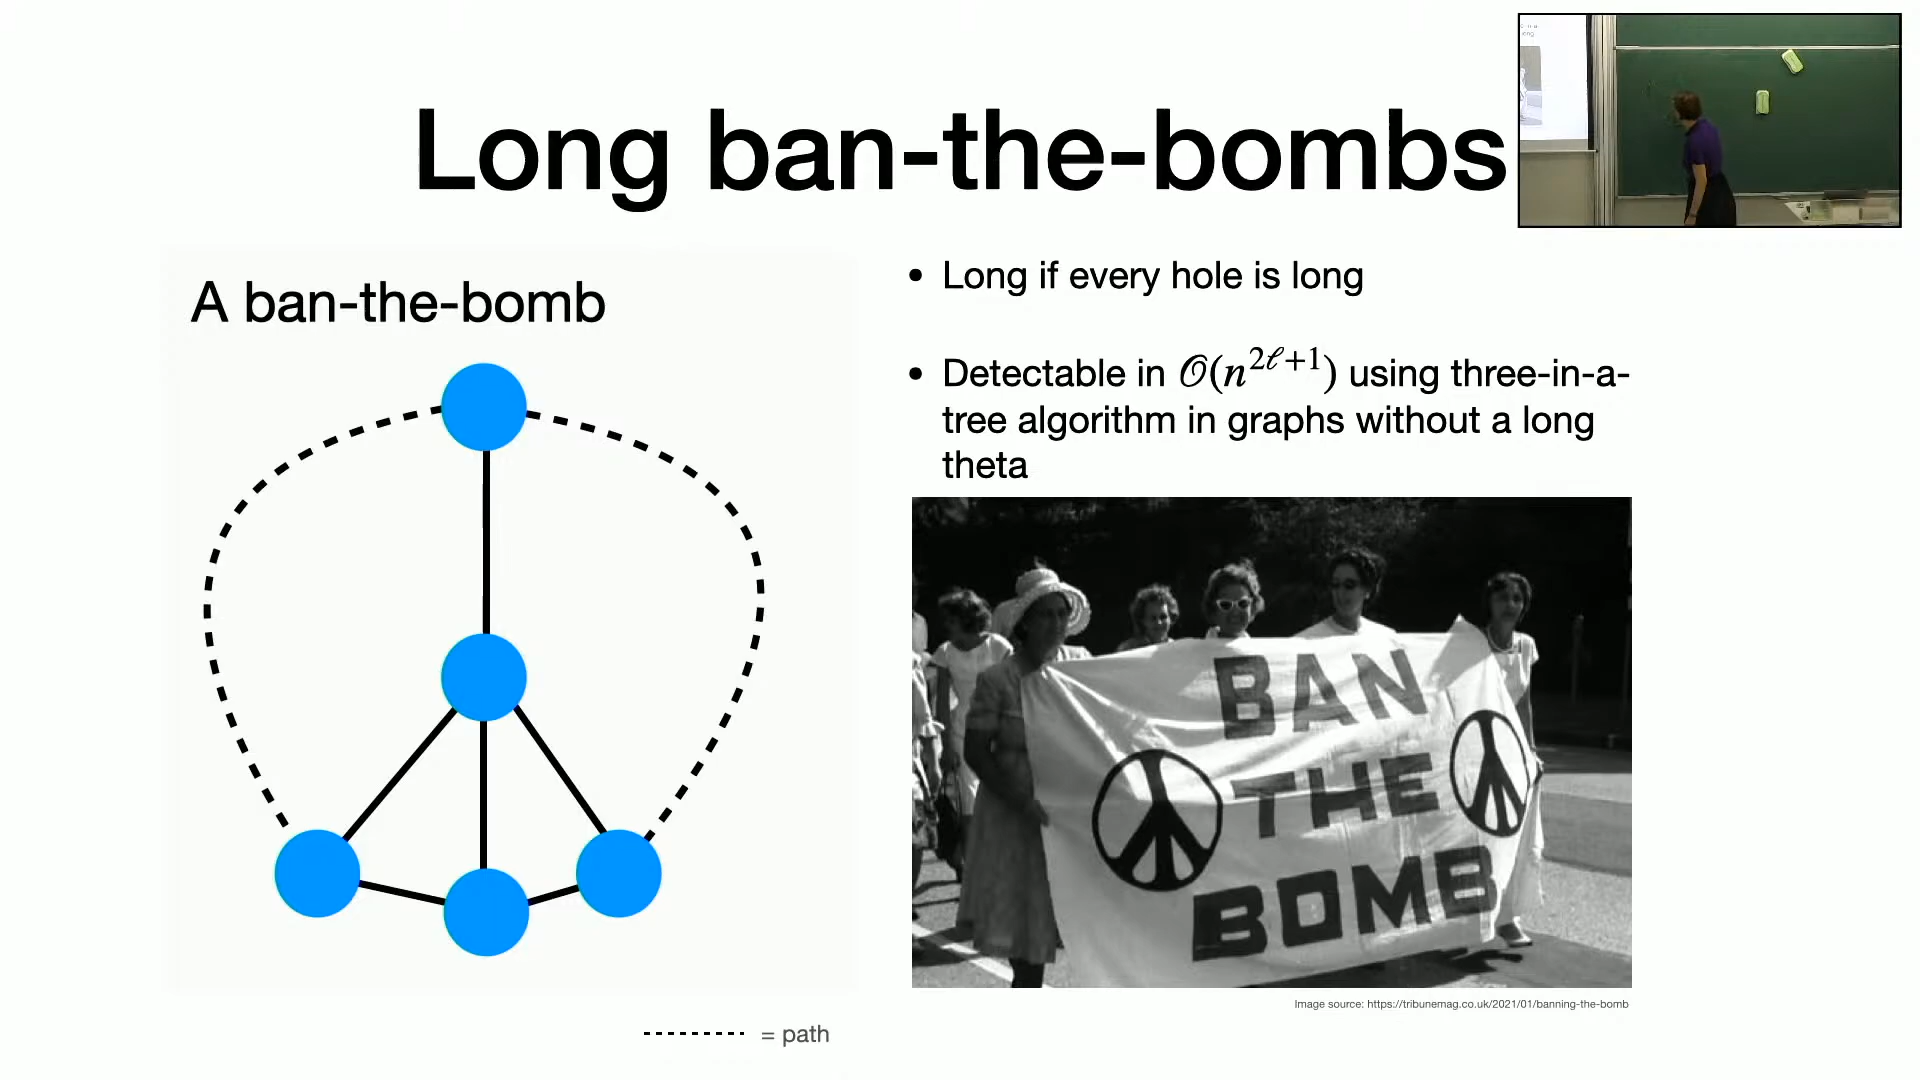 Long ban-the-bombs
A ban-the-bomb
• Long if every hole is long
• Detectable in 𝒪(n^{2ℓ+1}) using three-in-a-
tree algorithm in graphs without a long
theta
BAN
THE
BOMB
Image source: https://tribunemag.co.uk/2021/01/banning-the-bomb
= path